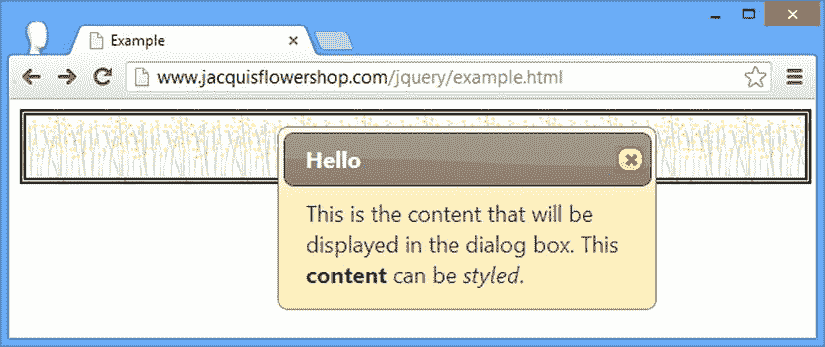 Example
www.jacquisflowershop.com/jquery/example.html
Hello
This is the content that will be
displayed in the dialog box. This
content can be styled.